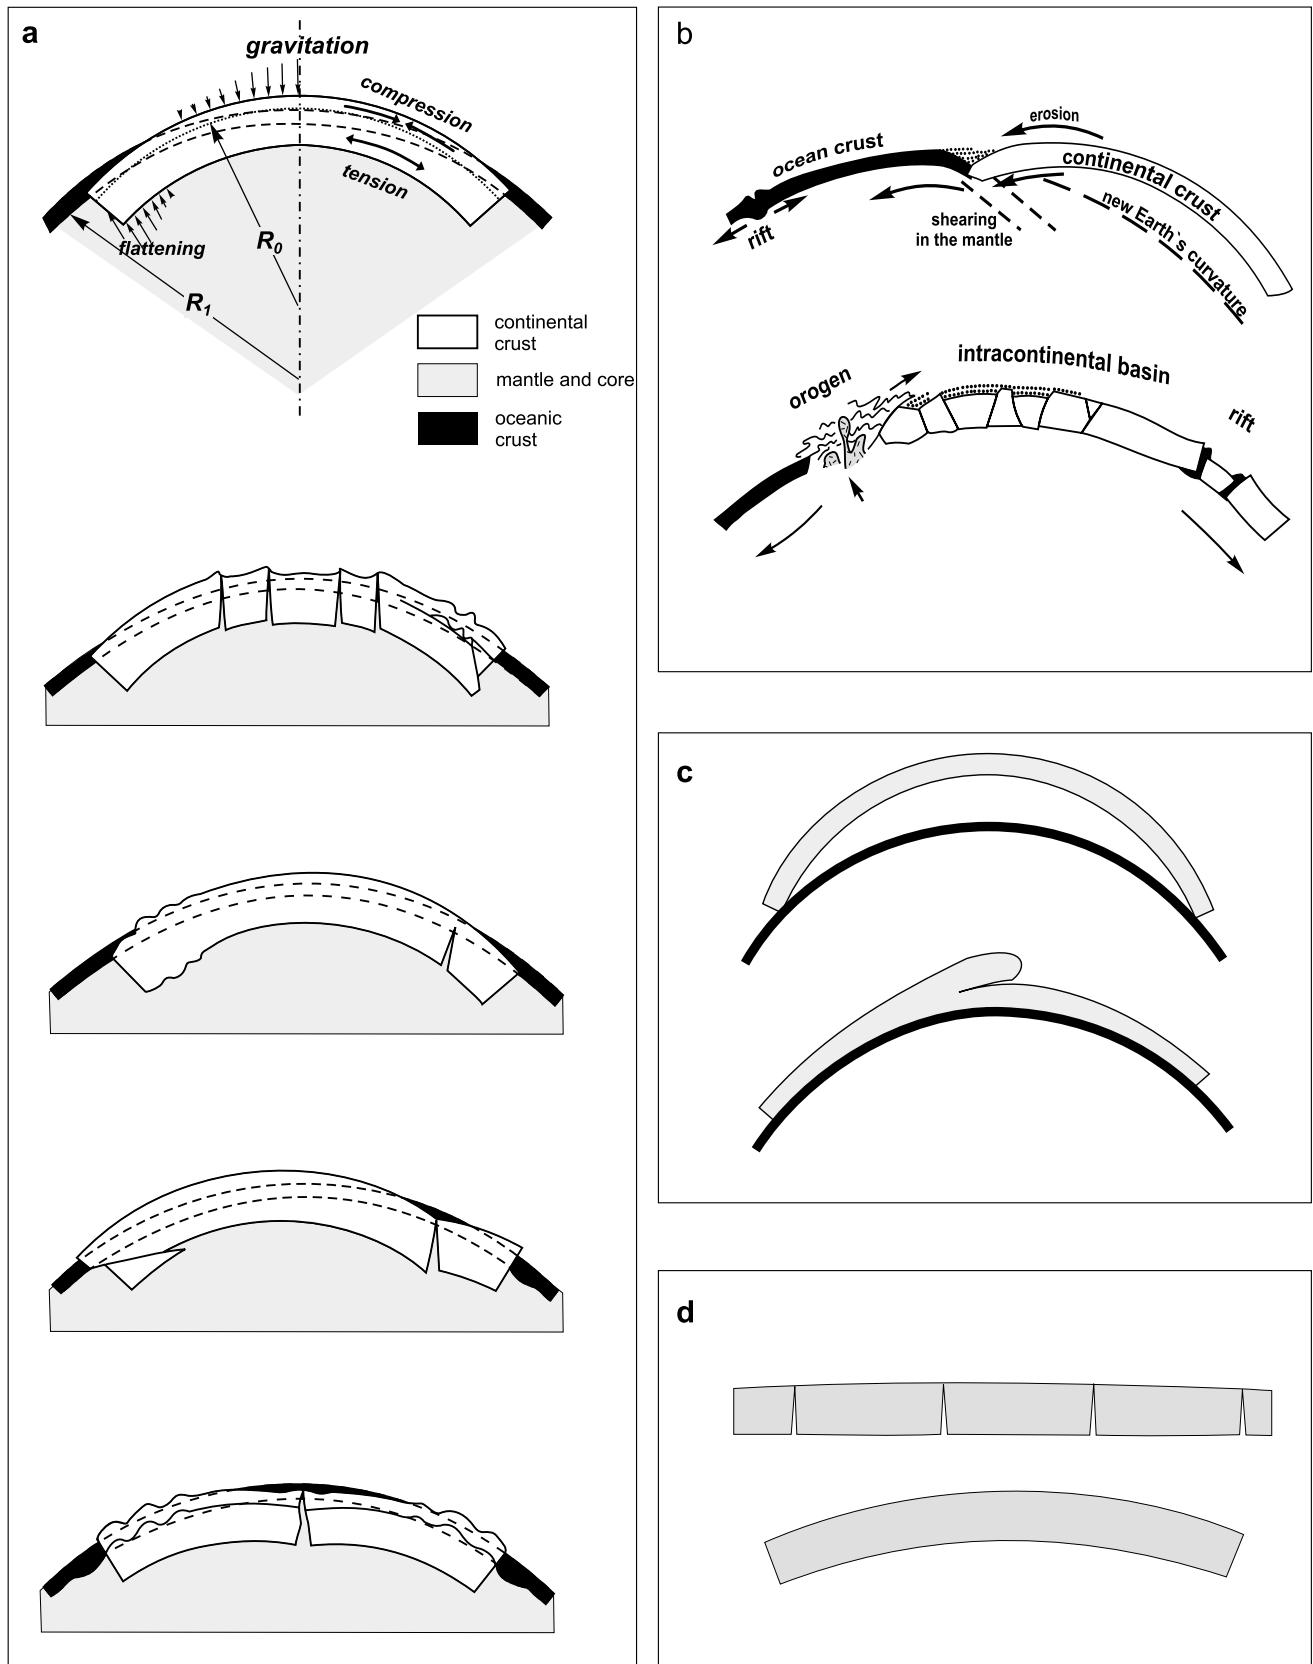 a
gravitation
compression
tension
flattening
R0
R1
continental
crust
mantle and core
oceanic
crust
b
erosion
ocean crust
continental crust
shearing
in the mantle
rift
new Earth`s curvature
intracontinental basin
orogen
rift
c
d